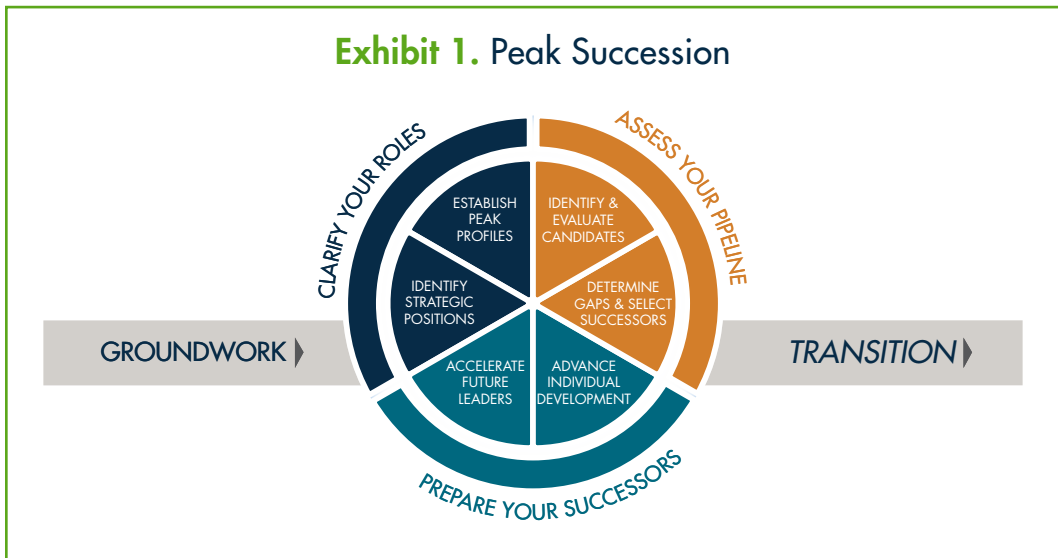 Exhibit 1. Peak Succession
CLARIFY YOUR ROLES
ASSESS YOUR PIPELINE
ESTABLISH
PEAK
PROFILES
IDENTIFY &
EVALUATE
CANDIDATES
IDENTIFY
STRATEGIC
POSITIONS
DETERMINE
GAPS & SELECT
SUCCESSORS
GROUNDWORK
TRANSITION
ACCELERATE
FUTURE
LEADERS
ADVANCE
INDIVIDUAL
DEVELOPMENT
PREPARE YOUR SUCCESSORS